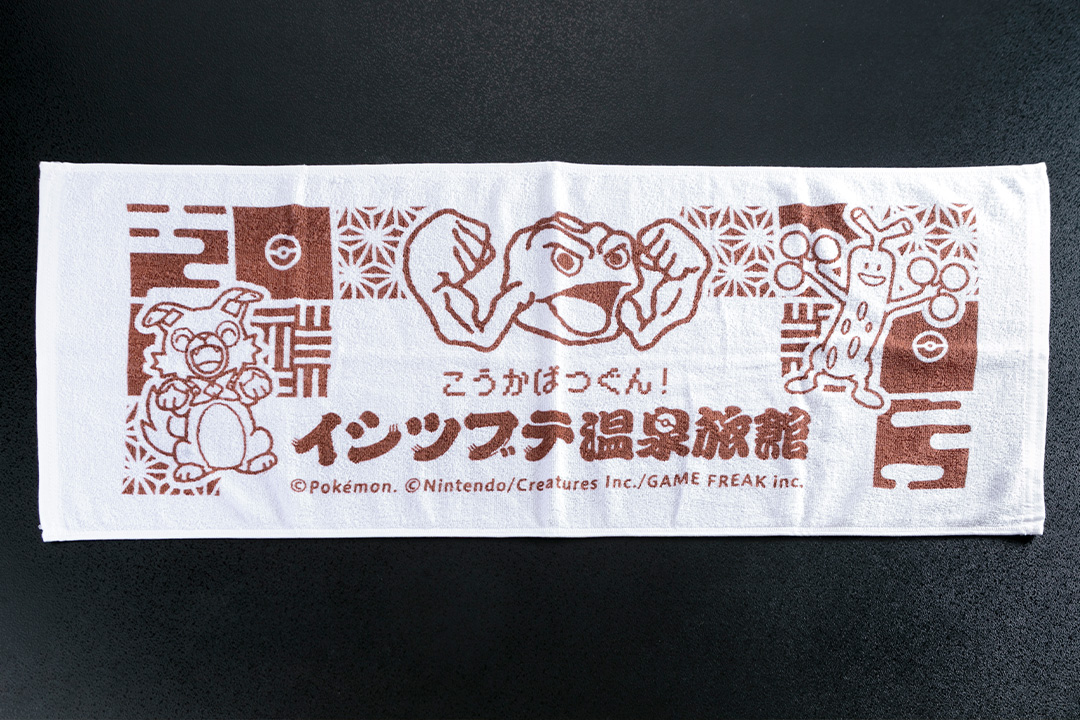 こうかばつぐん!
イシツブテ温泉旅館
©Pokémon. ©Nintendo/Creatures Inc./GAME FREAK inc.